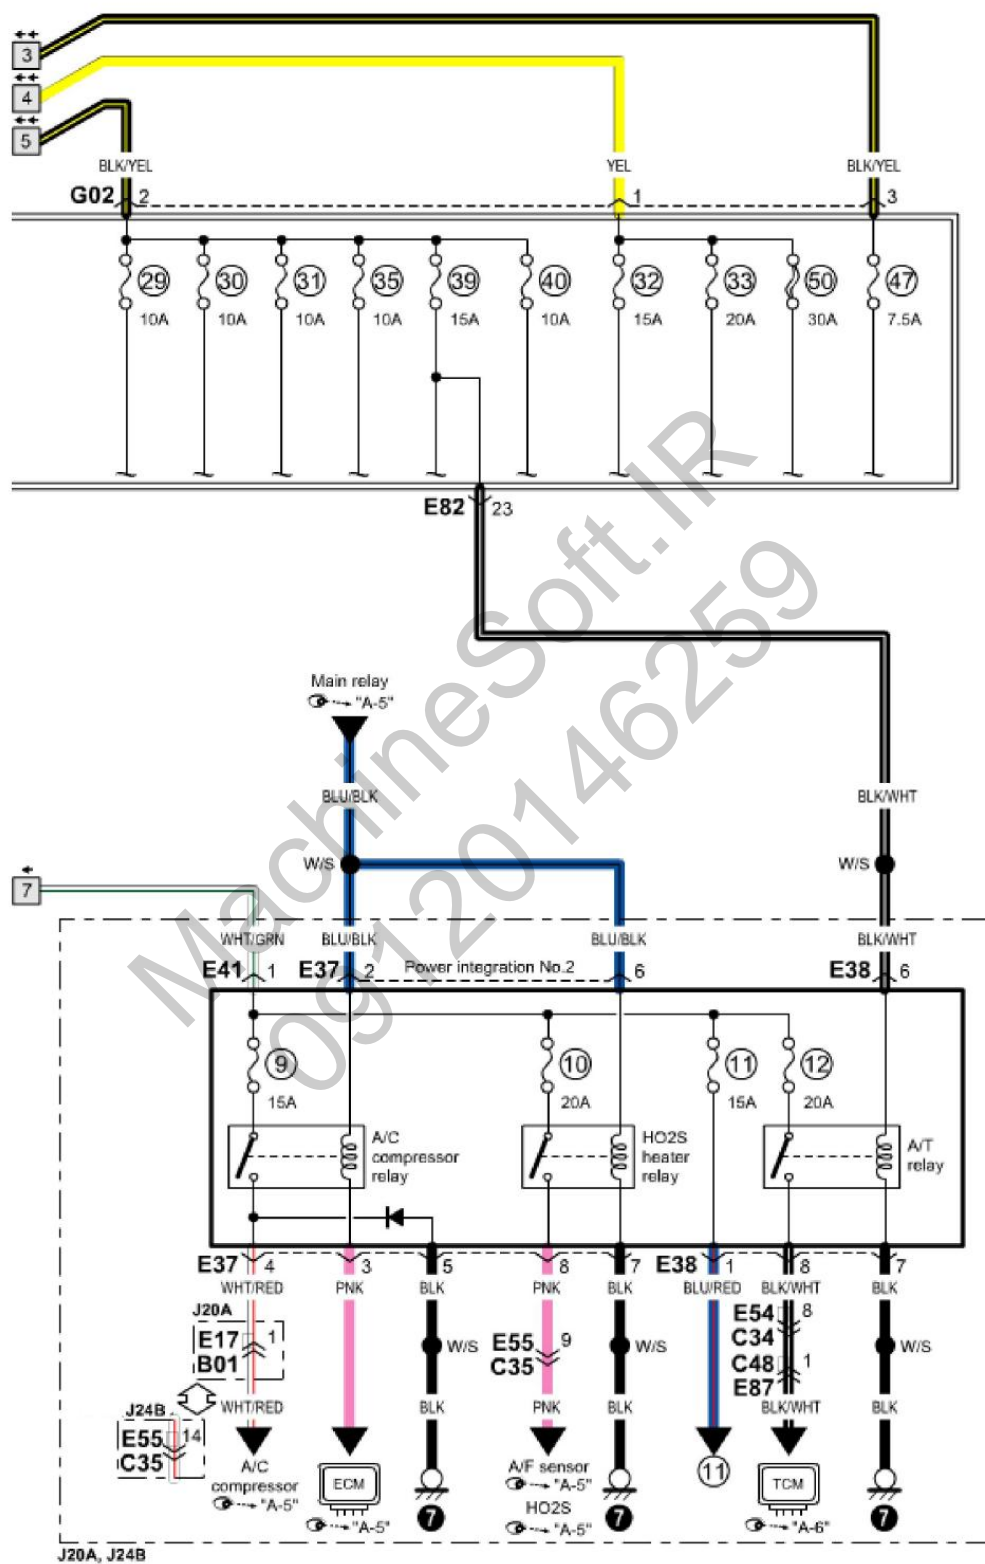 3
4
5
BLK/YEL YEL BLK/YEL
G02 2 1 3
29 30 31 35 39 40 32 33 50 47
10A 10A 10A 10A 15A 10A 15A 20A 30A 7.5A
E82 23
Main relay
"A-5"
BLU/BLK BLK/WHT
W/S W/S
7
WHT/GRN BLU/BLK BLU/BLK BLK/WHT
E41 1 E37 2 Power integration No.2 6 E38 6
9 10 11 12
15A 20A 15A 20A
A/C
compressor
relay
HO2S
heater
relay
A/T
relay
E37 4 3 5 8 7 E38 1 8 7
WHT/RED PNK BLK PNK BLK BLU/RED BLK/WHT BLK
J20A
E17 1
B01
W/S
E55 9
C35
W/S
E54 8
C34
C48 1
E87
W/S
WHT/RED BLK PNK BLK BLK/WHT BLK
J24B
E55 14
C35
A/C
compressor
"A-5"
ECM
"A-5"
7
A/F sensor
"A-5"
HO2S
"A-5"
7
11
TCM
"A-6"
7
J20A, J24B
MachineSoft.IR
09120146259